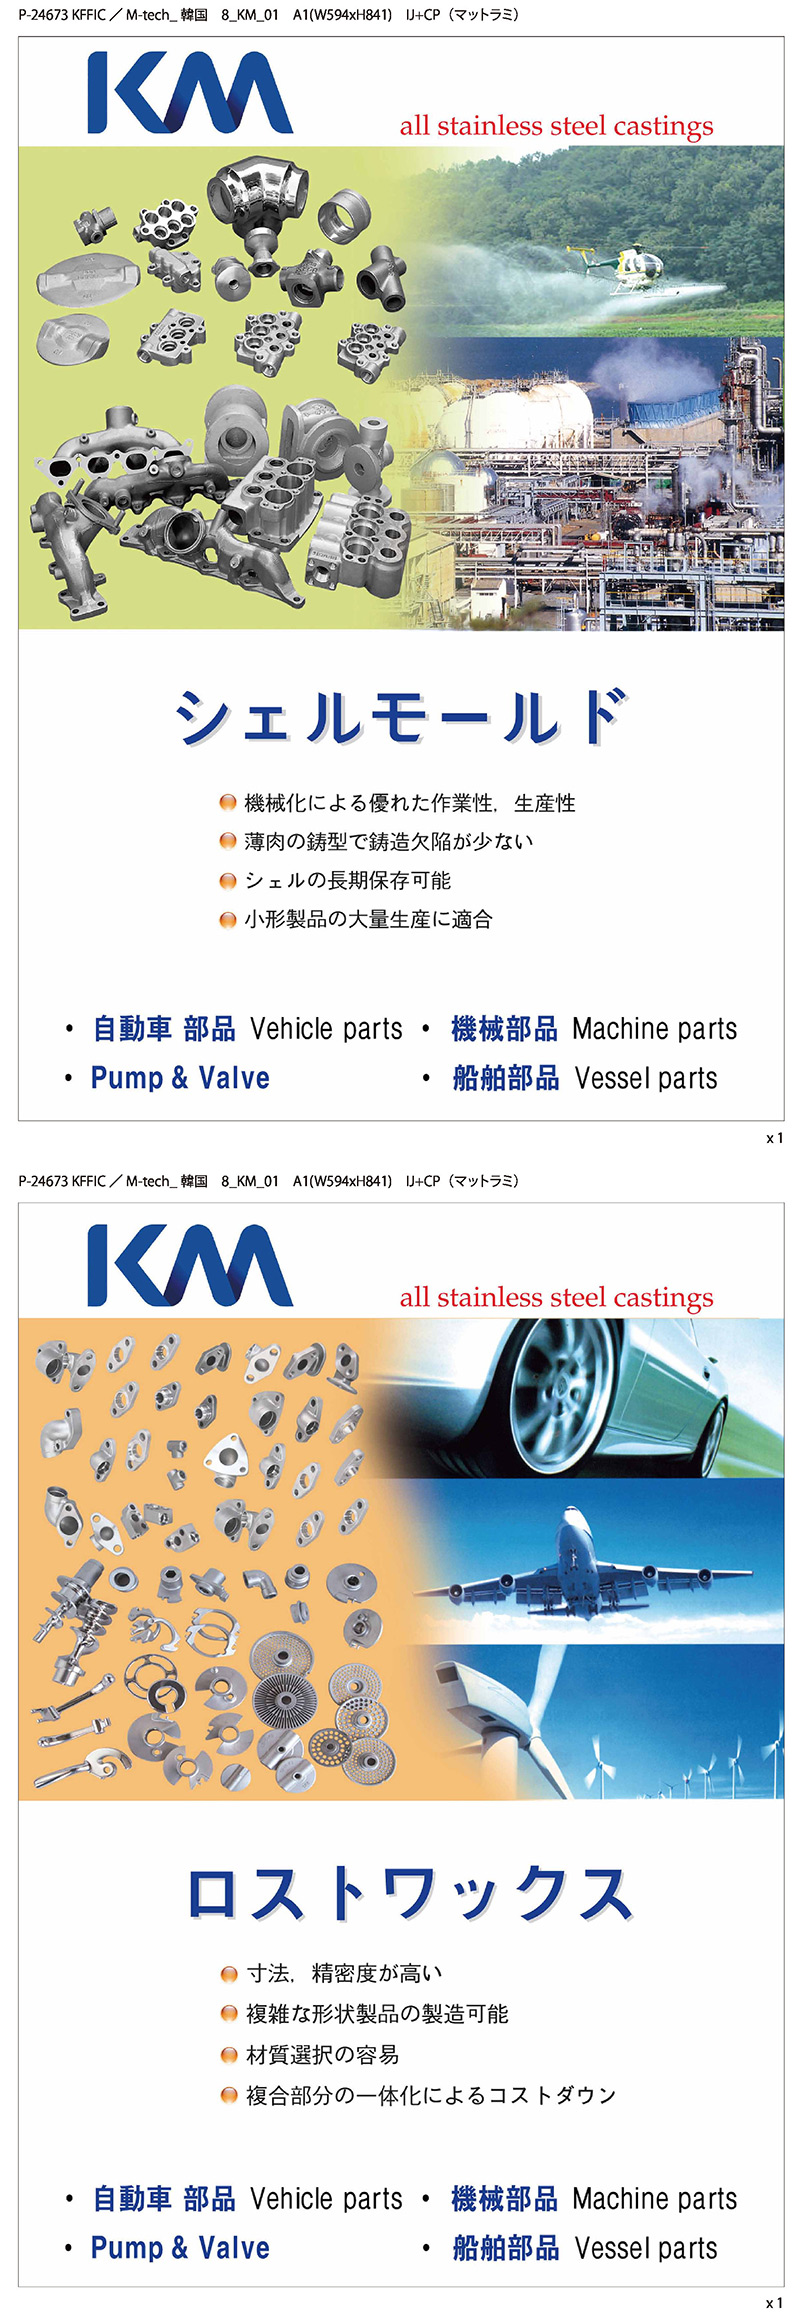 P-24673 KFFIC ／ M-tech_ 韓国　8_KM_01　A1(W594xH841)　IJ+CP（マットラミ）
KM
all stainless steel castings
シェルモールド
機械化による優れた作業性，生産性
薄肉の鋳型で鋳造欠陥が少ない
シェルの長期保存可能
小形製品の大量生産に適合
・ 自動車 部品 Vehicle parts ・ 機械部品 Machine parts
・ Pump & Valve ・ 船舶部品 Vessel parts
x 1
P-24673 KFFIC ／ M-tech_ 韓国　8_KM_01　A1(W594xH841)　IJ+CP（マットラミ）
KM
all stainless steel castings
ロストワックス
寸法，精密度が高い
複雑な形状製品の製造可能
材質選択の容易
複合部分の一体化によるコストダウン
・ 自動車 部品 Vehicle parts ・ 機械部品 Machine parts
・ Pump & Valve ・ 船舶部品 Vessel parts
x 1